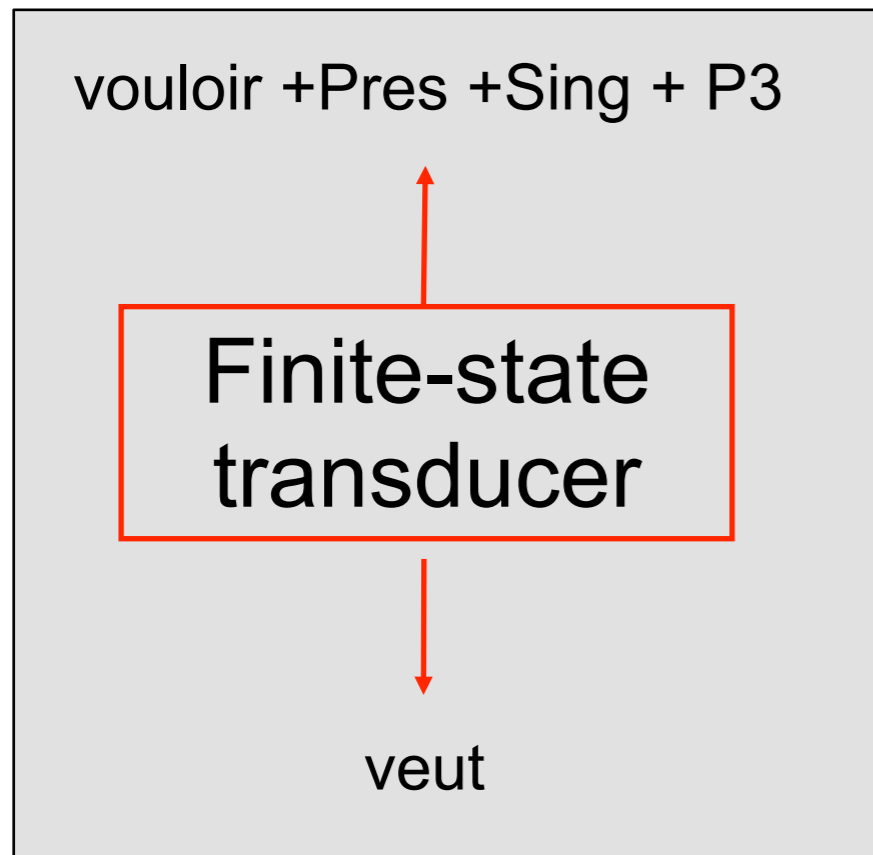 vouloir +Pres +Sing + P3
Finite-state
transducer
veut